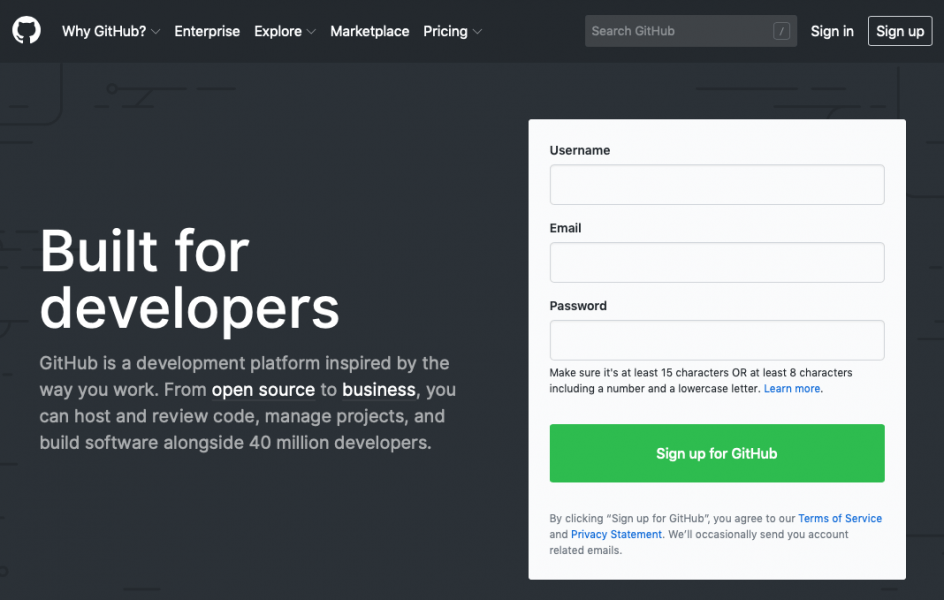 Why GitHub? Enterprise Explore Marketplace Pricing Search GitHub / Sign in Sign up
Built for
developers
GitHub is a development platform inspired by the
way you work. From open source to business, you
can host and review code, manage projects, and
build software alongside 40 million developers.
Username
Email
Password
Make sure it's at least 15 characters OR at least 8 characters
including a number and a lowercase letter. Learn more.
Sign up for GitHub
By clicking “Sign up for GitHub”, you agree to our Terms of Service
and Privacy Statement. We’ll occasionally send you account
related emails.